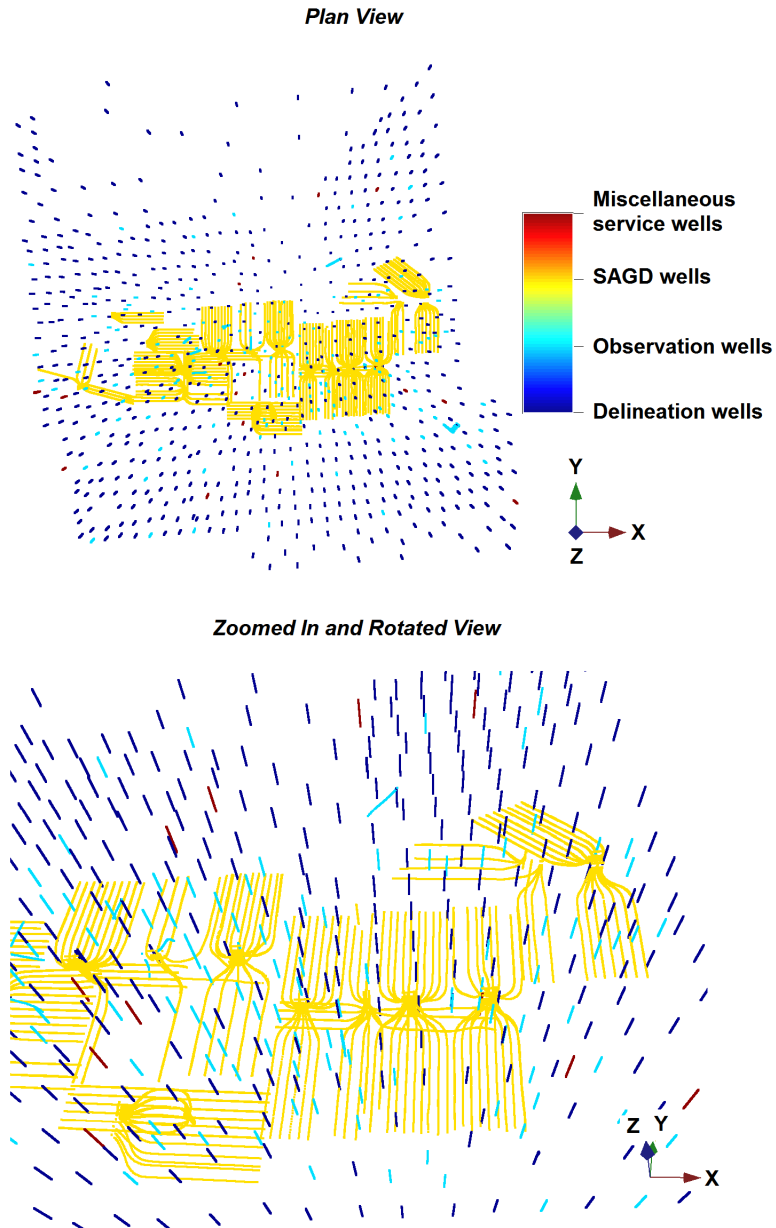 Plan View
Miscellaneous
service wells
SAGD wells
Observation wells
Delineation wells
Y
X
Z
Zoomed In and Rotated View
Z Y
X